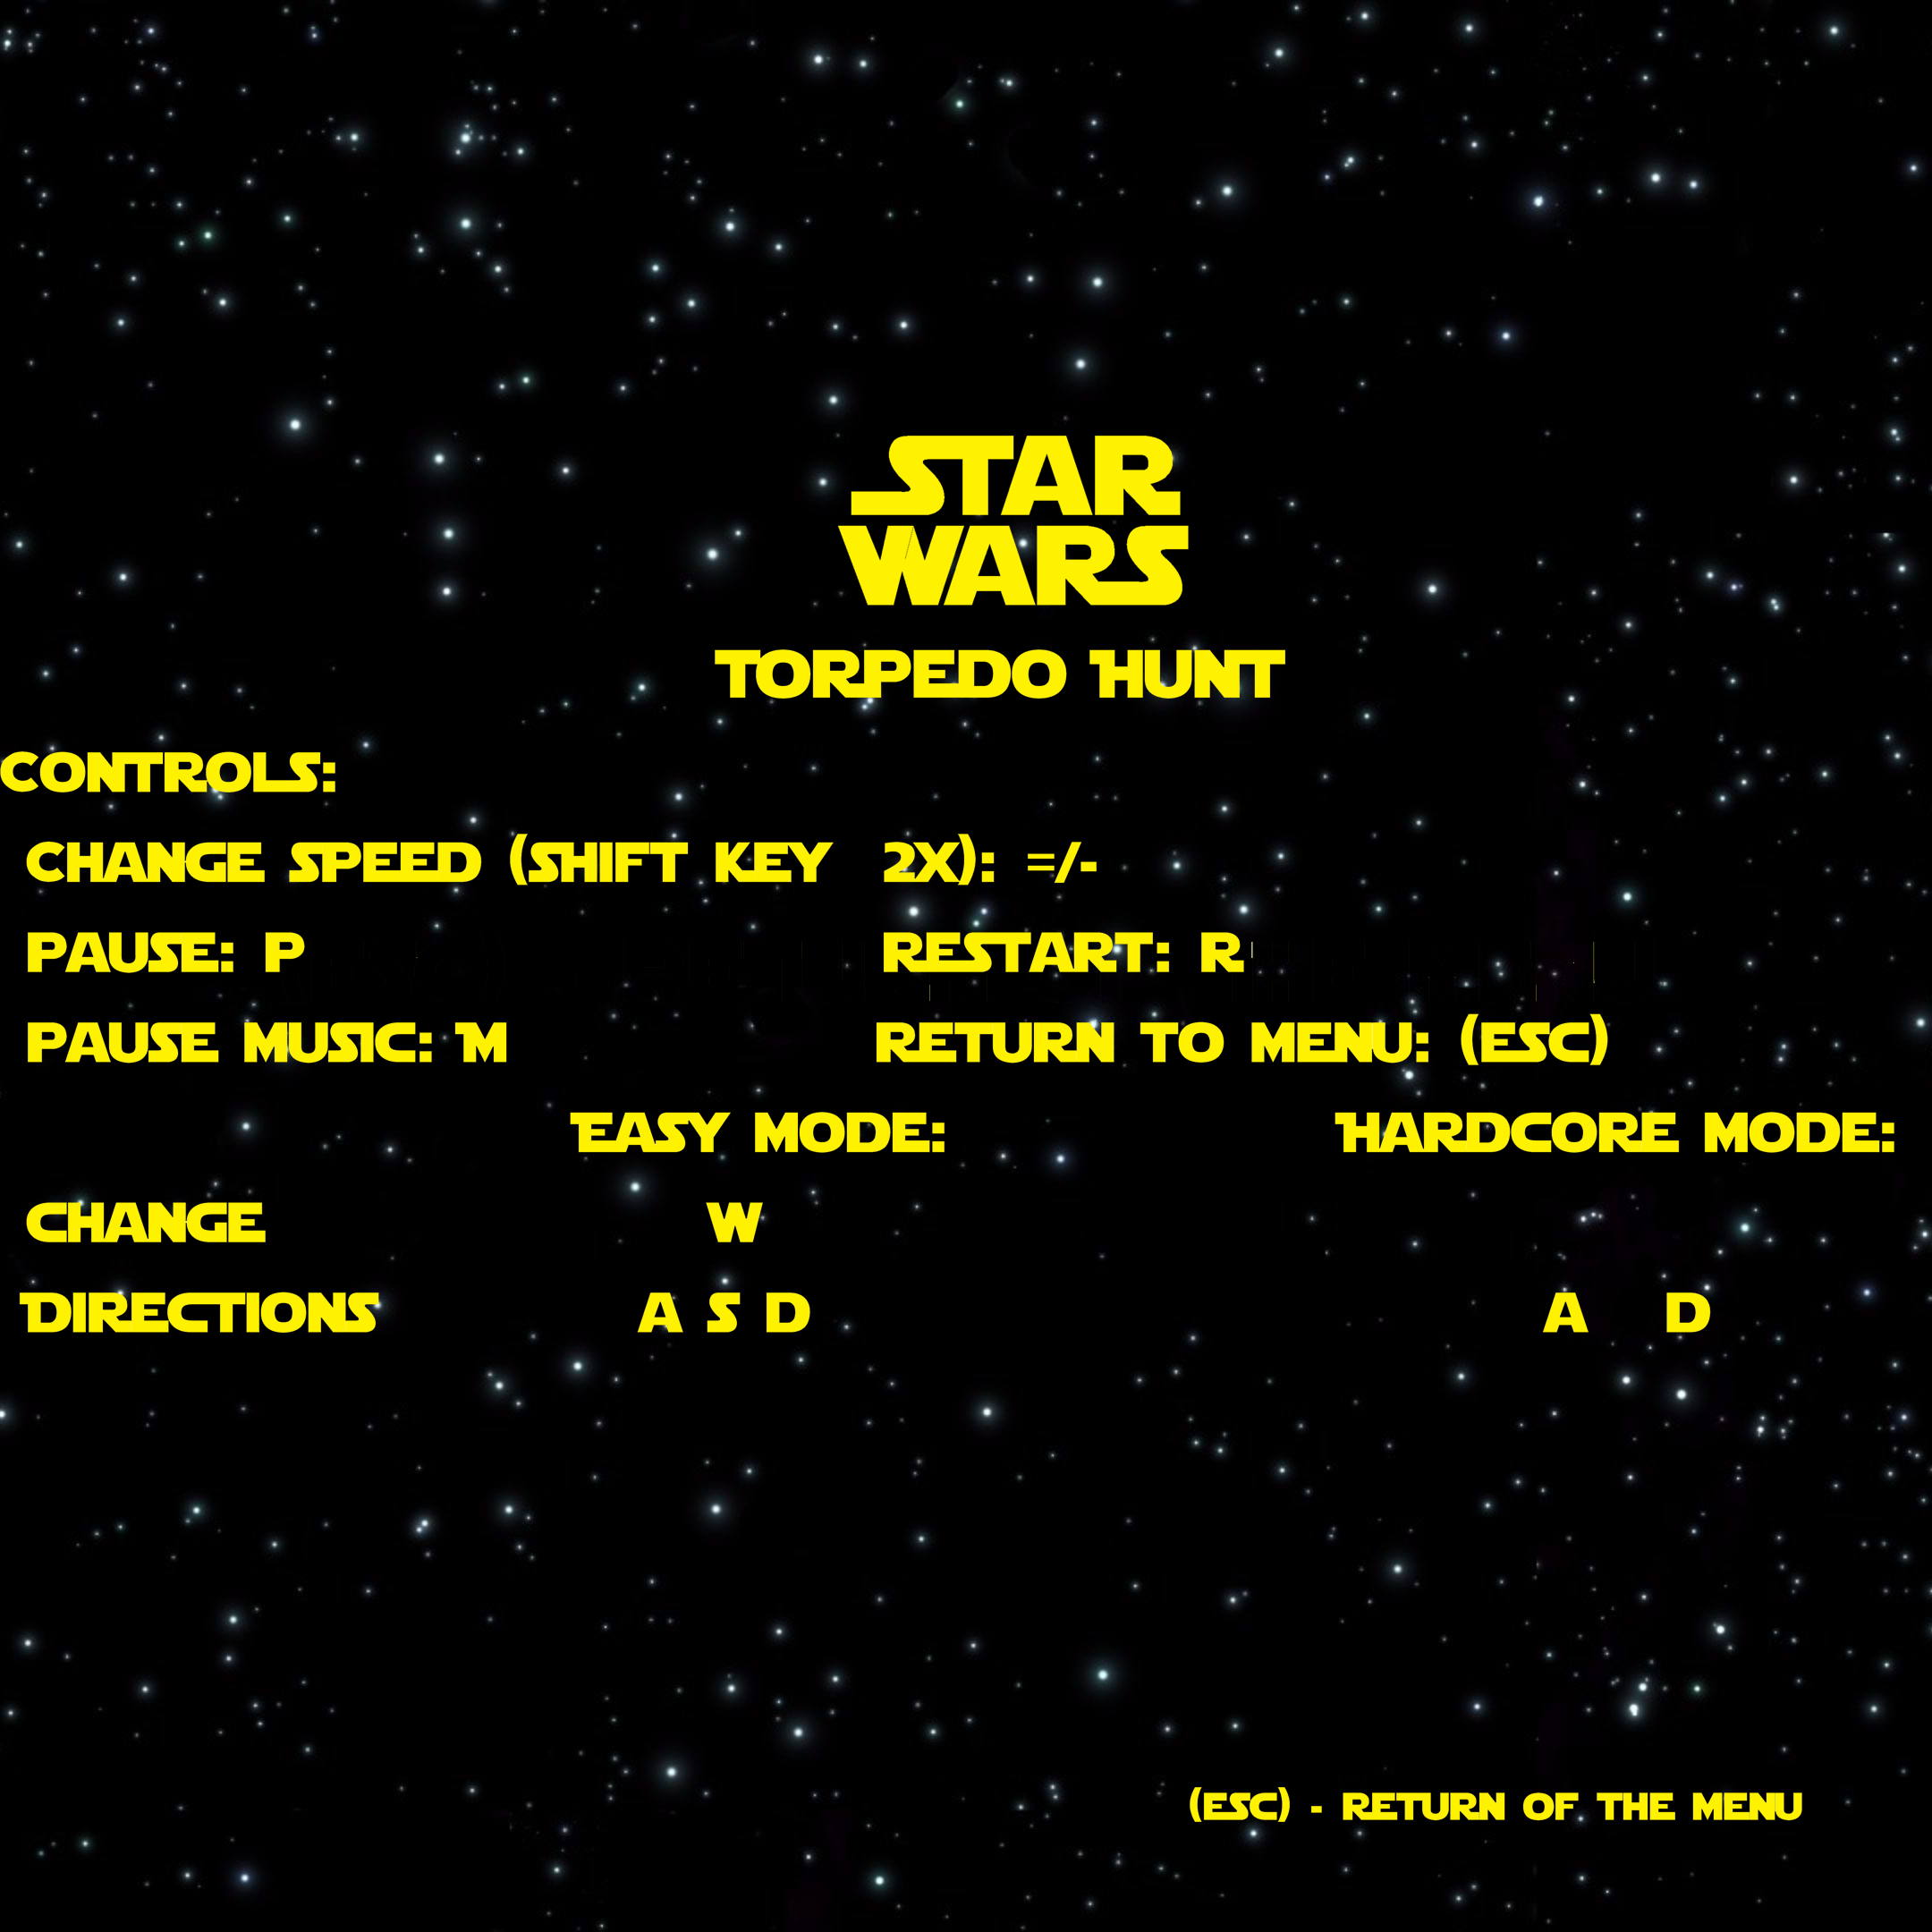 STAR
WARS
TORPEDO HUNT
CONTROLS:
CHANGE SPEED (SHIFT KEY 2X): =/-
PAUSE: P RESTART: R
PAUSE MUSIC: M RETURN TO MENU: (ESC)
EASY MODE: HARDCORE MODE:
CHANGE W
DIRECTIONS A S D A D
(ESC) - RETURN OF THE MENU